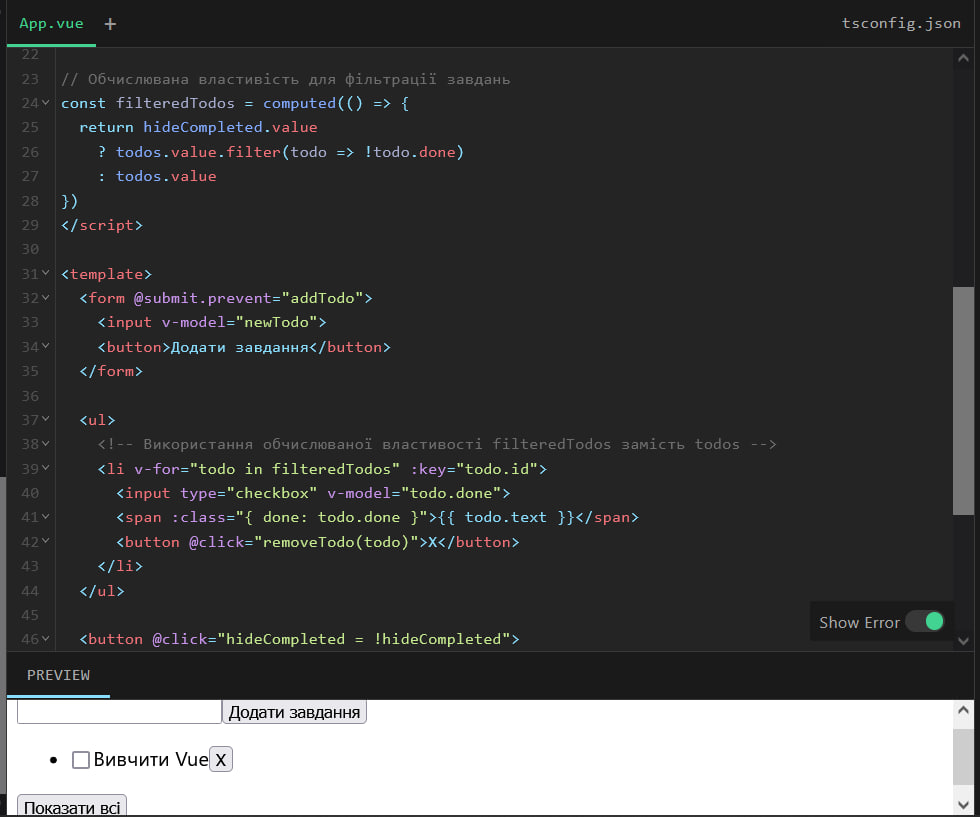 App.vue +
tsconfig.json
22
23 // Обчислювана властивість для фільтрації завдань
24 const filteredTodos = computed(() => {
25 return hideCompleted.value
26 ? todos.value.filter(todo => !todo.done)
27 : todos.value
28 })
29 </script>
30
31 <template>
32 <form @submit.prevent="addTodo">
33 <input v-model="newTodo">
34 <button>Додати завдання</button>
35 </form>
36
37 <ul>
38 <!-- Використання обчислюваної властивості filteredTodos замість todos -->
39 <li v-for="todo in filteredTodos" :key="todo.id">
40 <input type="checkbox" v-model="todo.done">
41 <span :class="{ done: todo.done }">{{ todo.text }}</span>
42 <button @click="removeTodo(todo)">X</button>
43 </li>
44 </ul>
45
46 <button @click="hideCompleted = !hideCompleted">
Show Error
PREVIEW
Додати завдання
Вивчити Vue X
Показати всі